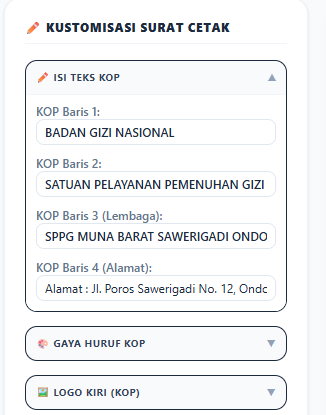 KUSTOMISASI SURAT CETAK
ISI TEKS KOP
KOP Baris 1:
BADAN GIZI NASIONAL
KOP Baris 2:
SATUAN PELAYANAN PEMENUHAN GIZI
KOP Baris 3 (Lembaga):
SPPG MUNA BARAT SAWERIGADI ONDO
KOP Baris 4 (Alamat):
Alamat : Jl. Poros Sawerigadi No. 12, Ondo
GAYA HURUF KOP
LOGO KIRI (KOP)